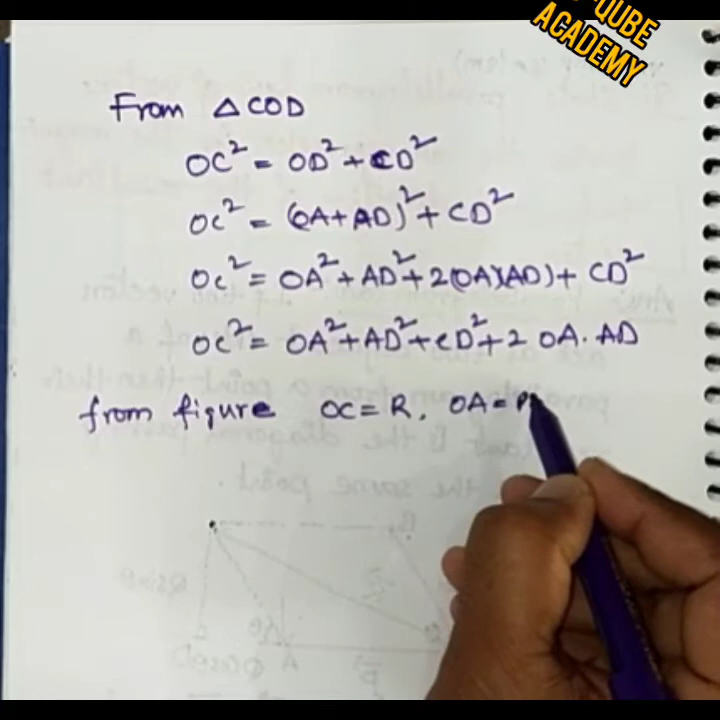 QUBE
ACADEMY
From △COD
OC² = OD² + CD²
OC² = (OA+AD)² + CD²
OC² = OA² + AD² + 2(OA)(AD) + CD²
OC² = OA² + AD² + CD² + 2 OA. AD
from figure OC = R, OA = P